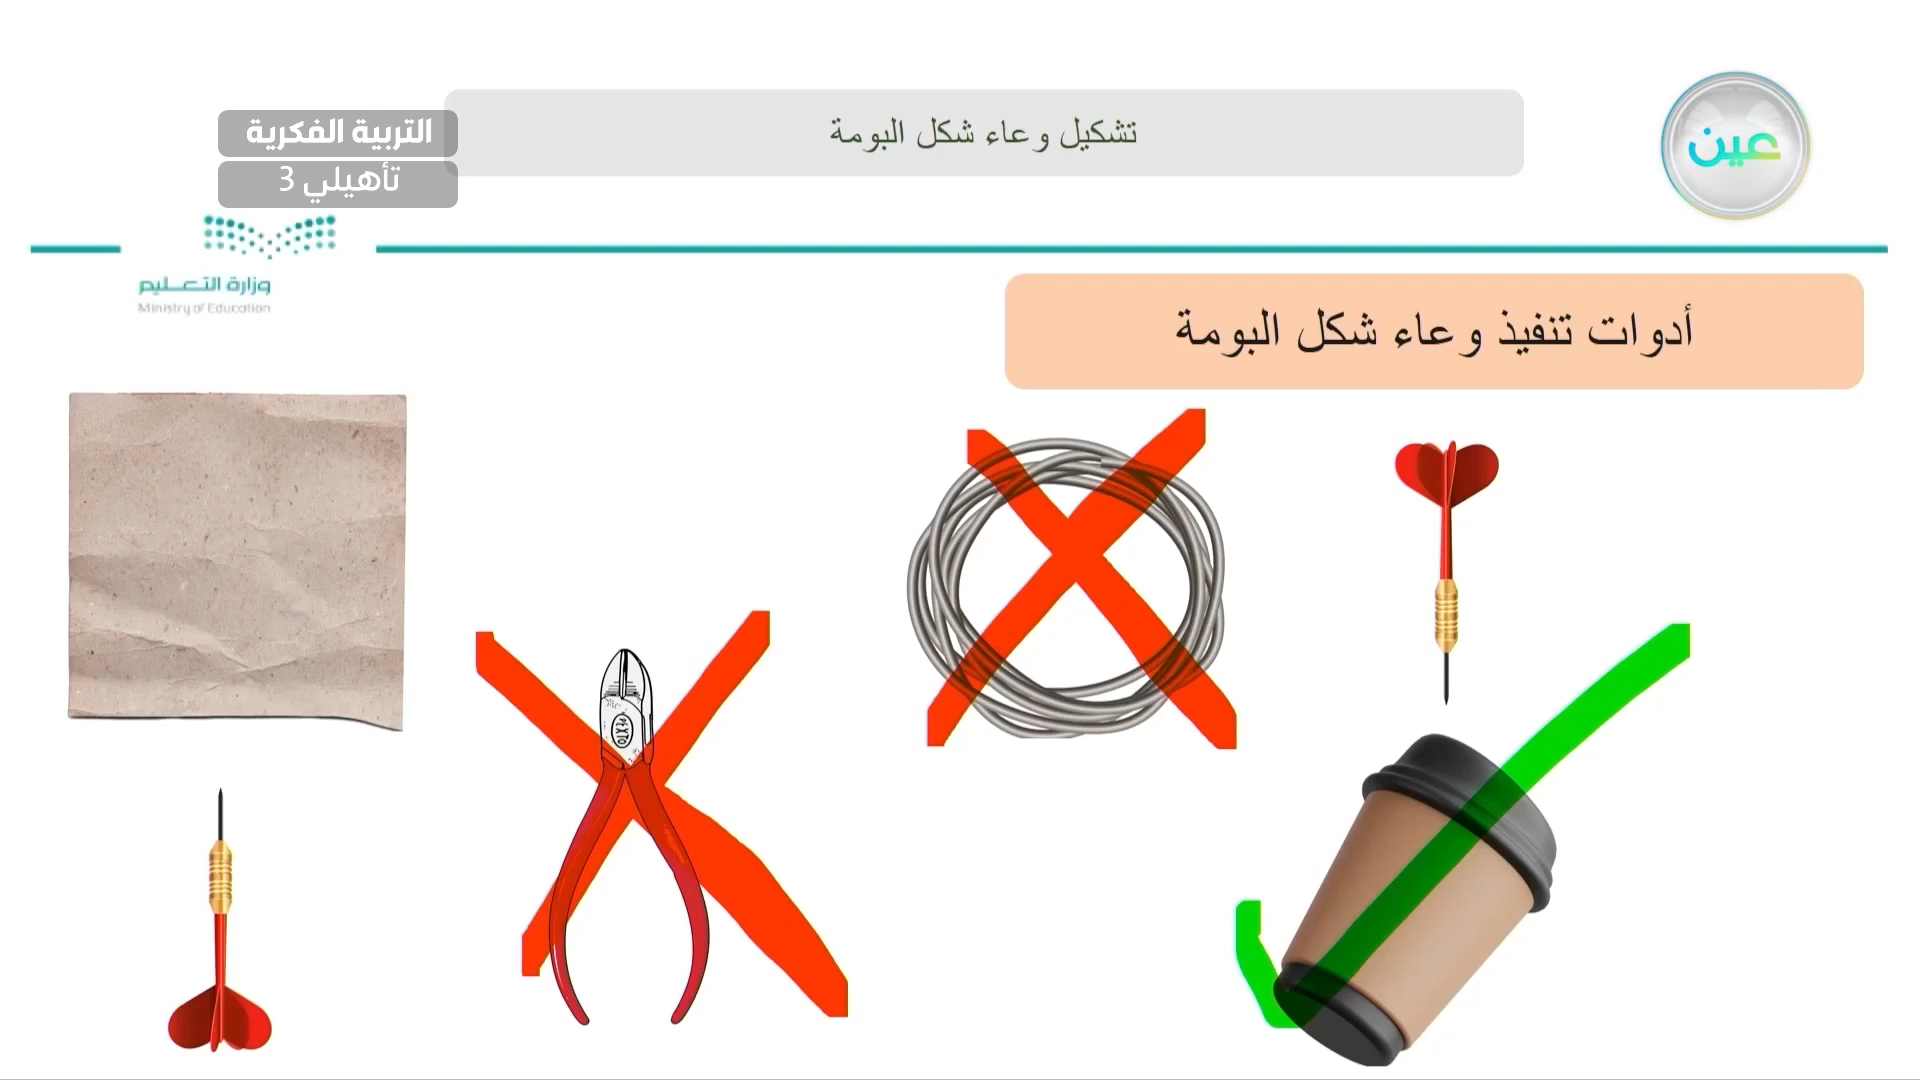 تشكيل وعاء شكل البومة
عين
التربية الفكرية
تأهيلي 3
وزارة التعليم
Ministry of Education
أدوات تنفيذ وعاء شكل البومة
PEXTO